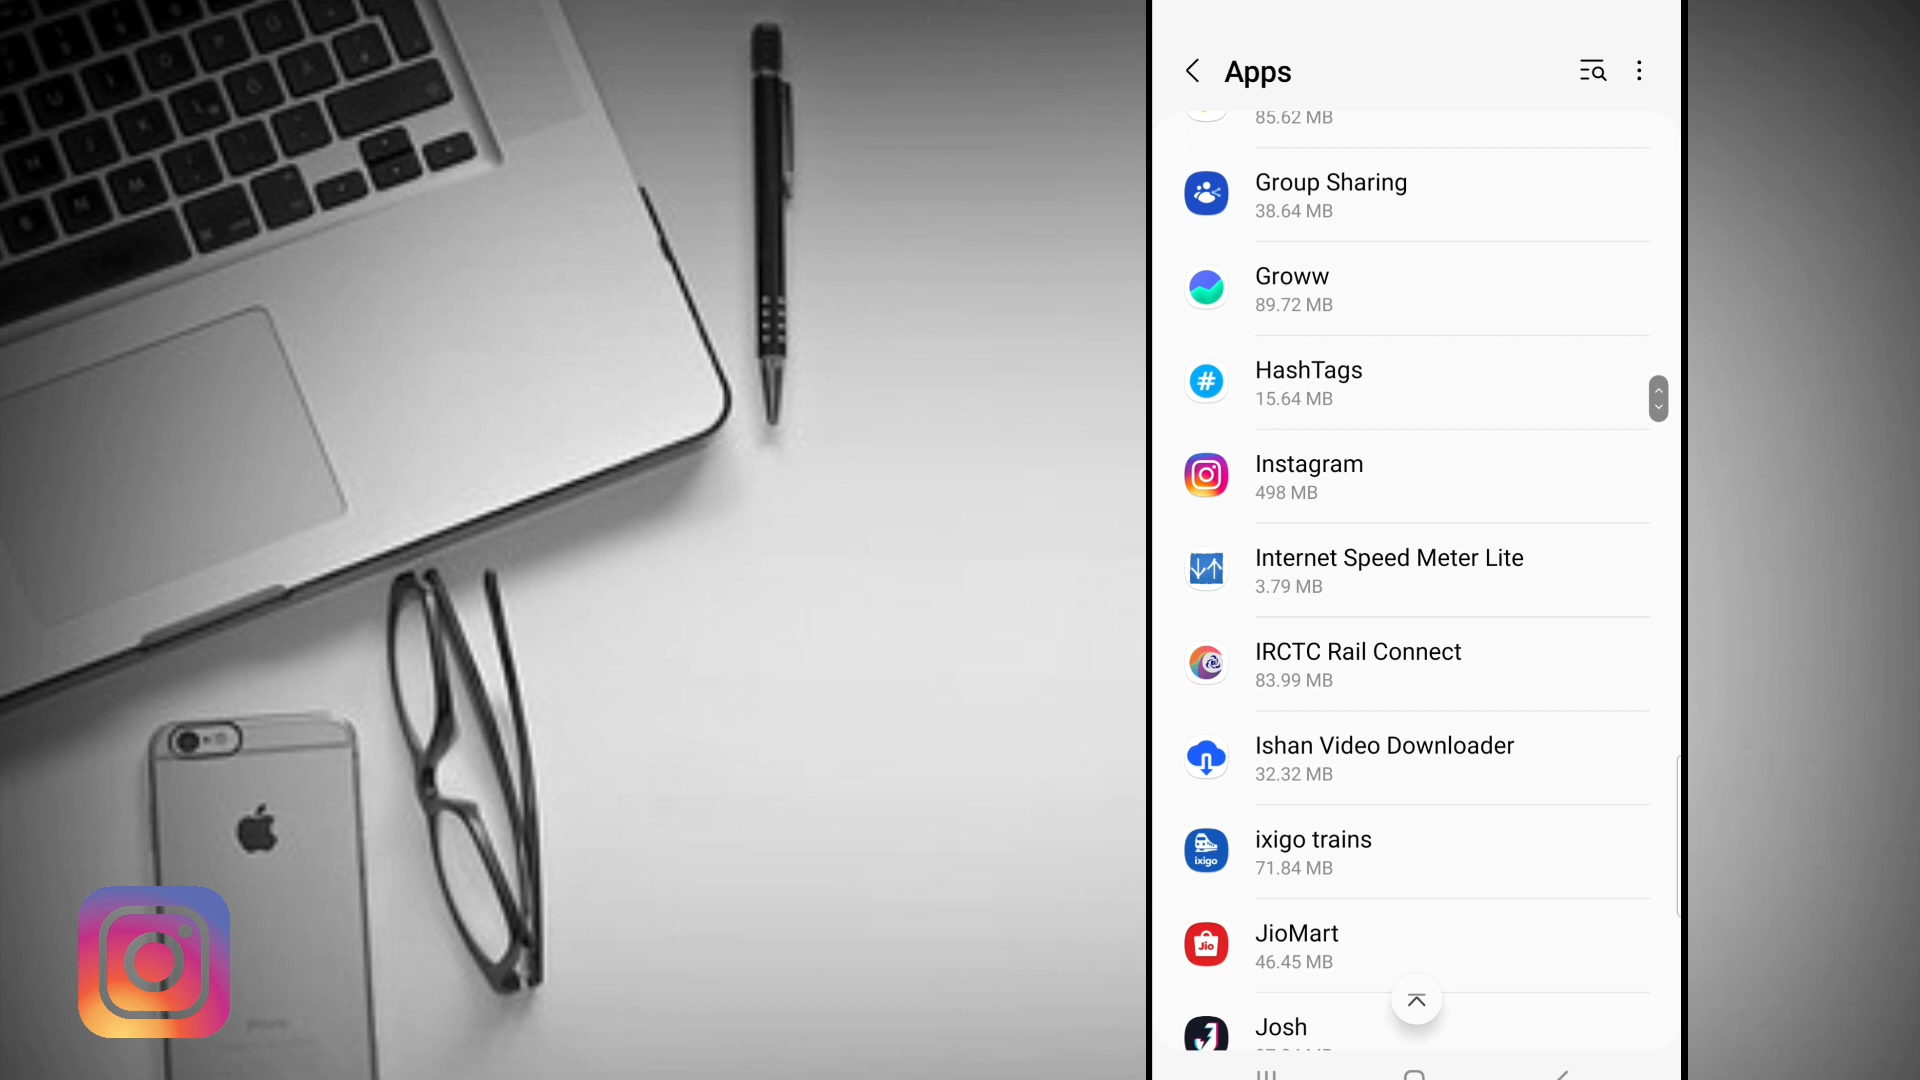 Apps
85.62 MB
Group Sharing
38.64 MB
Groww
89.72 MB
HashTags
15.64 MB
Instagram
498 MB
Internet Speed Meter Lite
3.79 MB
IRCTC Rail Connect
83.99 MB
Ishan Video Downloader
32.32 MB
ixigo
ixigo trains
71.84 MB
Jio
JioMart
46.45 MB
Josh